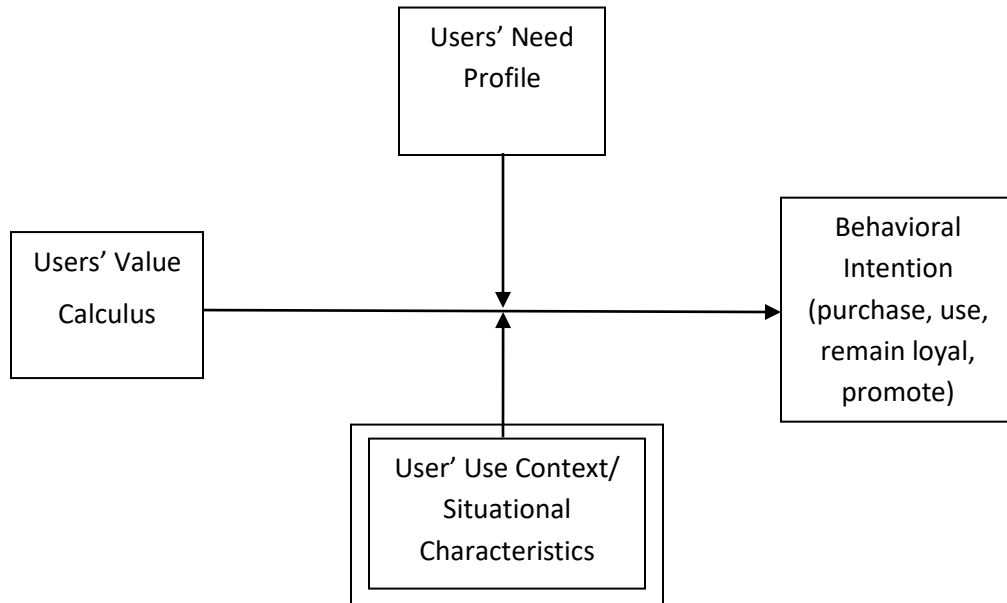 Users’ Need
Profile
Users’ Value
Calculus
Behavioral
Intention
(purchase, use,
remain loyal,
promote)
User’ Use Context/
Situational
Characteristics